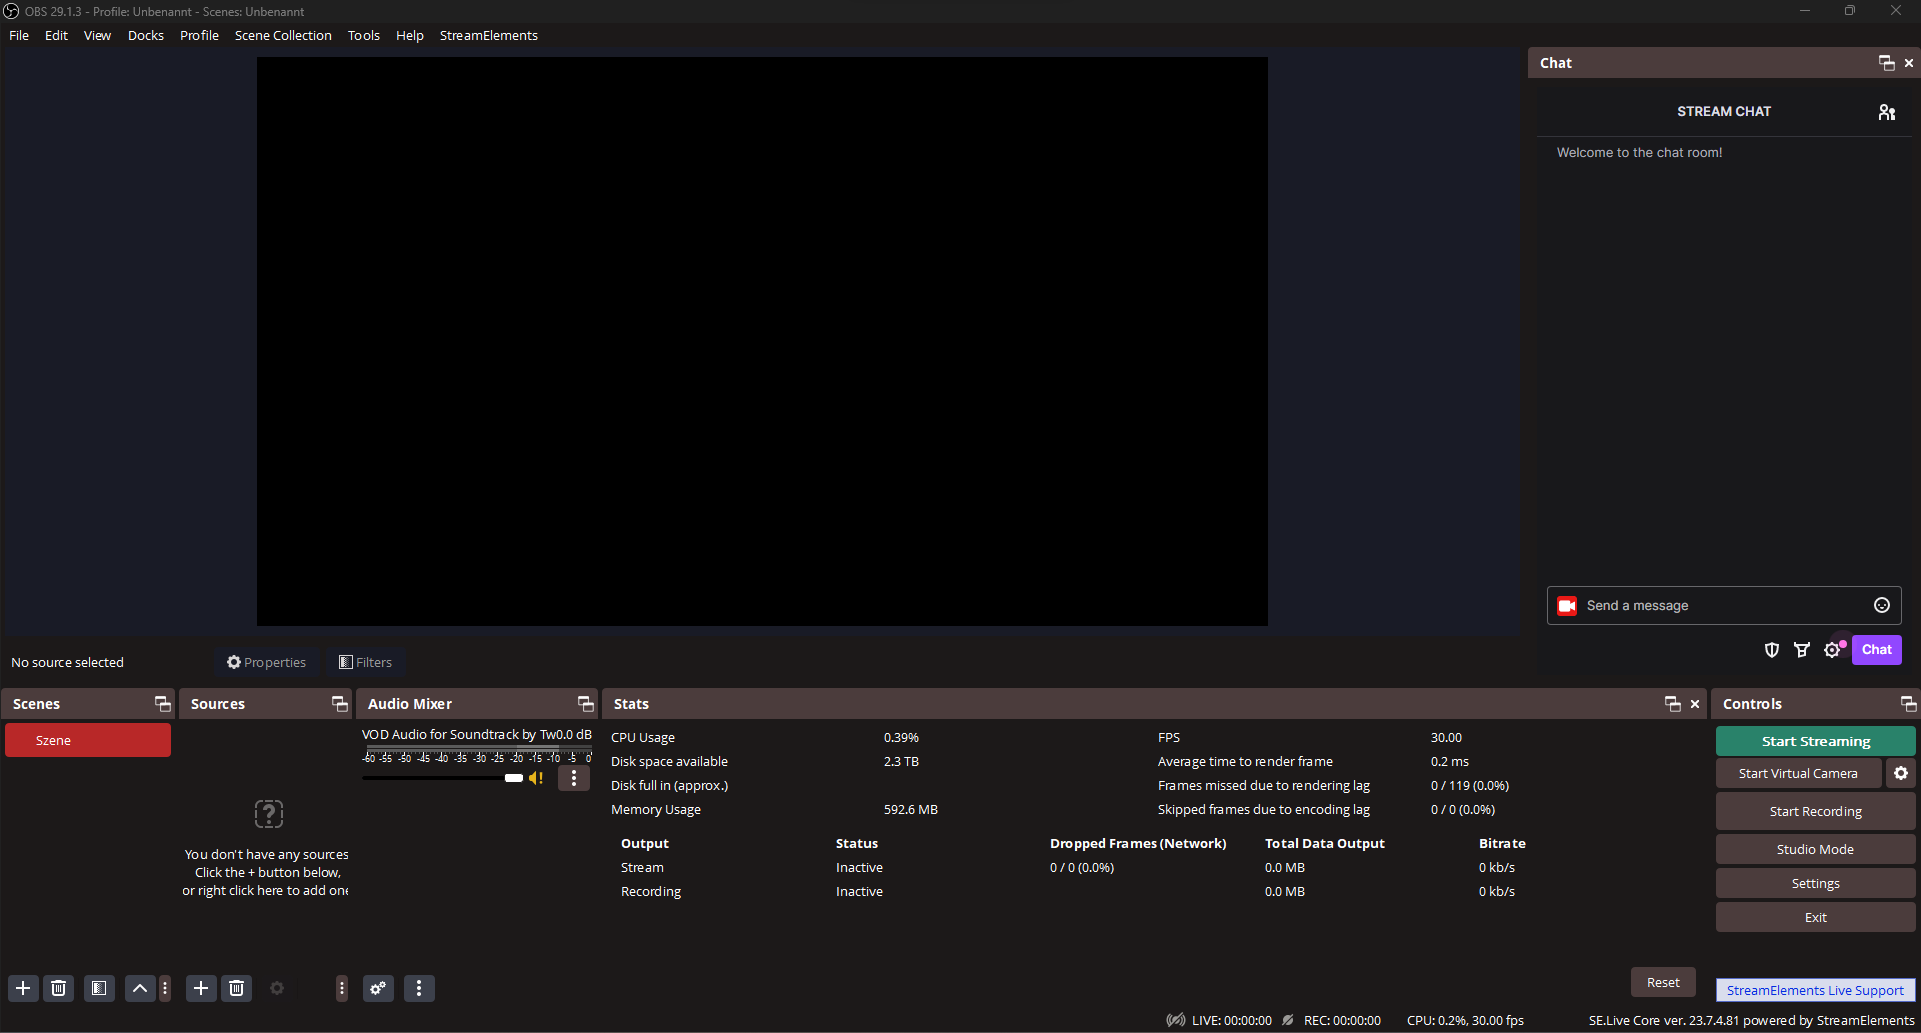 OBS 29.1.3 - Profile: Unbenannt - Scenes: Unbenannt
File Edit View Docks Profile Scene Collection Tools Help StreamElements
Chat
STREAM CHAT
Welcome to the chat room!
Send a message
Chat
No source selected Properties Filters
Scenes
Szene
Sources
You don't have any sources
Click the + button below,
or right click here to add one
Audio Mixer
VOD Audio for Soundtrack by Tw0.0 dB
-60 -55 -50 -45 -40 -35 -30 -25 -20 -15 -10 -5 0
Stats
CPU Usage 0.39% FPS 30.00
Disk space available 2.3 TB Average time to render frame 0.2 ms
Disk full in (approx.) Frames missed due to rendering lag 0 / 119 (0.0%)
Memory Usage 592.6 MB Skipped frames due to encoding lag 0 / 0 (0.0%)
Output Status Dropped Frames (Network) Total Data Output Bitrate
Stream Inactive 0 / 0 (0.0%) 0.0 MB 0 kb/s
Recording Inactive 0.0 MB 0 kb/s
Reset
Controls
Start Streaming
Start Virtual Camera
Start Recording
Studio Mode
Settings
Exit
StreamElements Live Support
LIVE: 00:00:00 REC: 00:00:00 CPU: 0.2%, 30.00 fps SE.Live Core ver. 23.7.4.81 powered by StreamElements